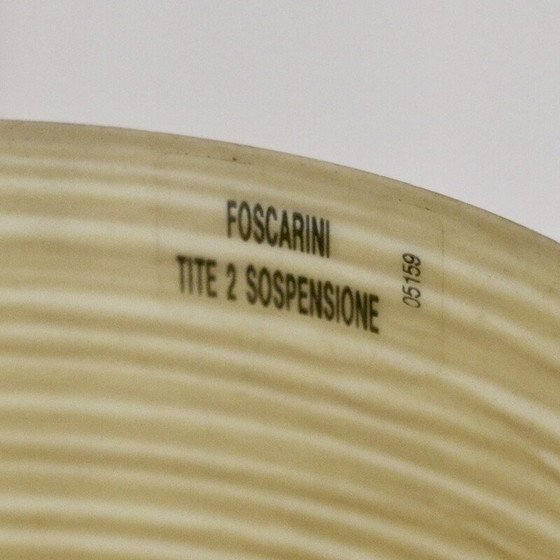 FOSCARINI
TITE 2 SOSPENSIONE
05159